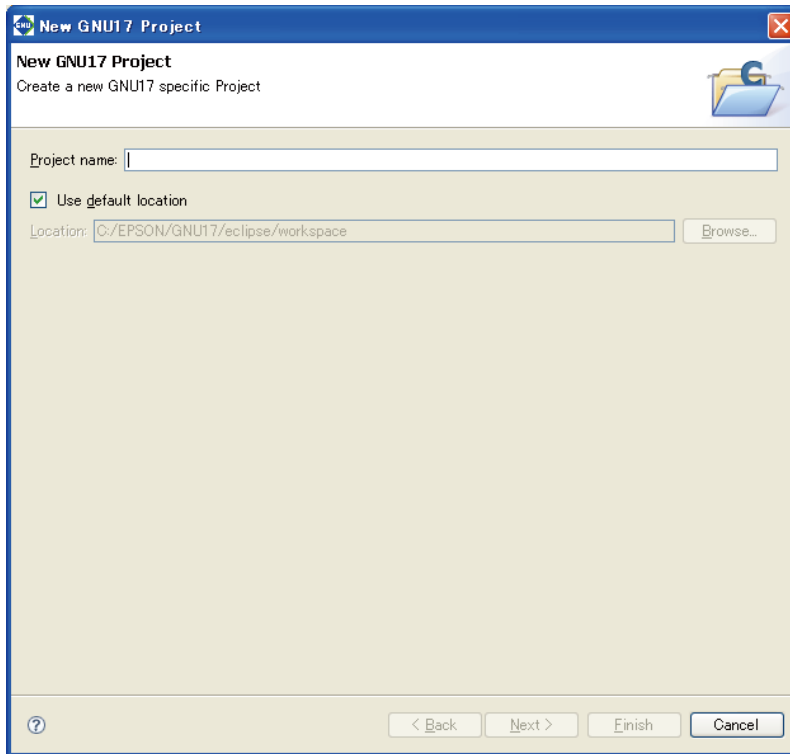 New GNU17 Project
New GNU17 Project
Create a new GNU17 specific Project
Project name:
Use default location
Location: C:/EPSON/GNU17/eclipse/workspace Browse...
< Back Next > Finish Cancel